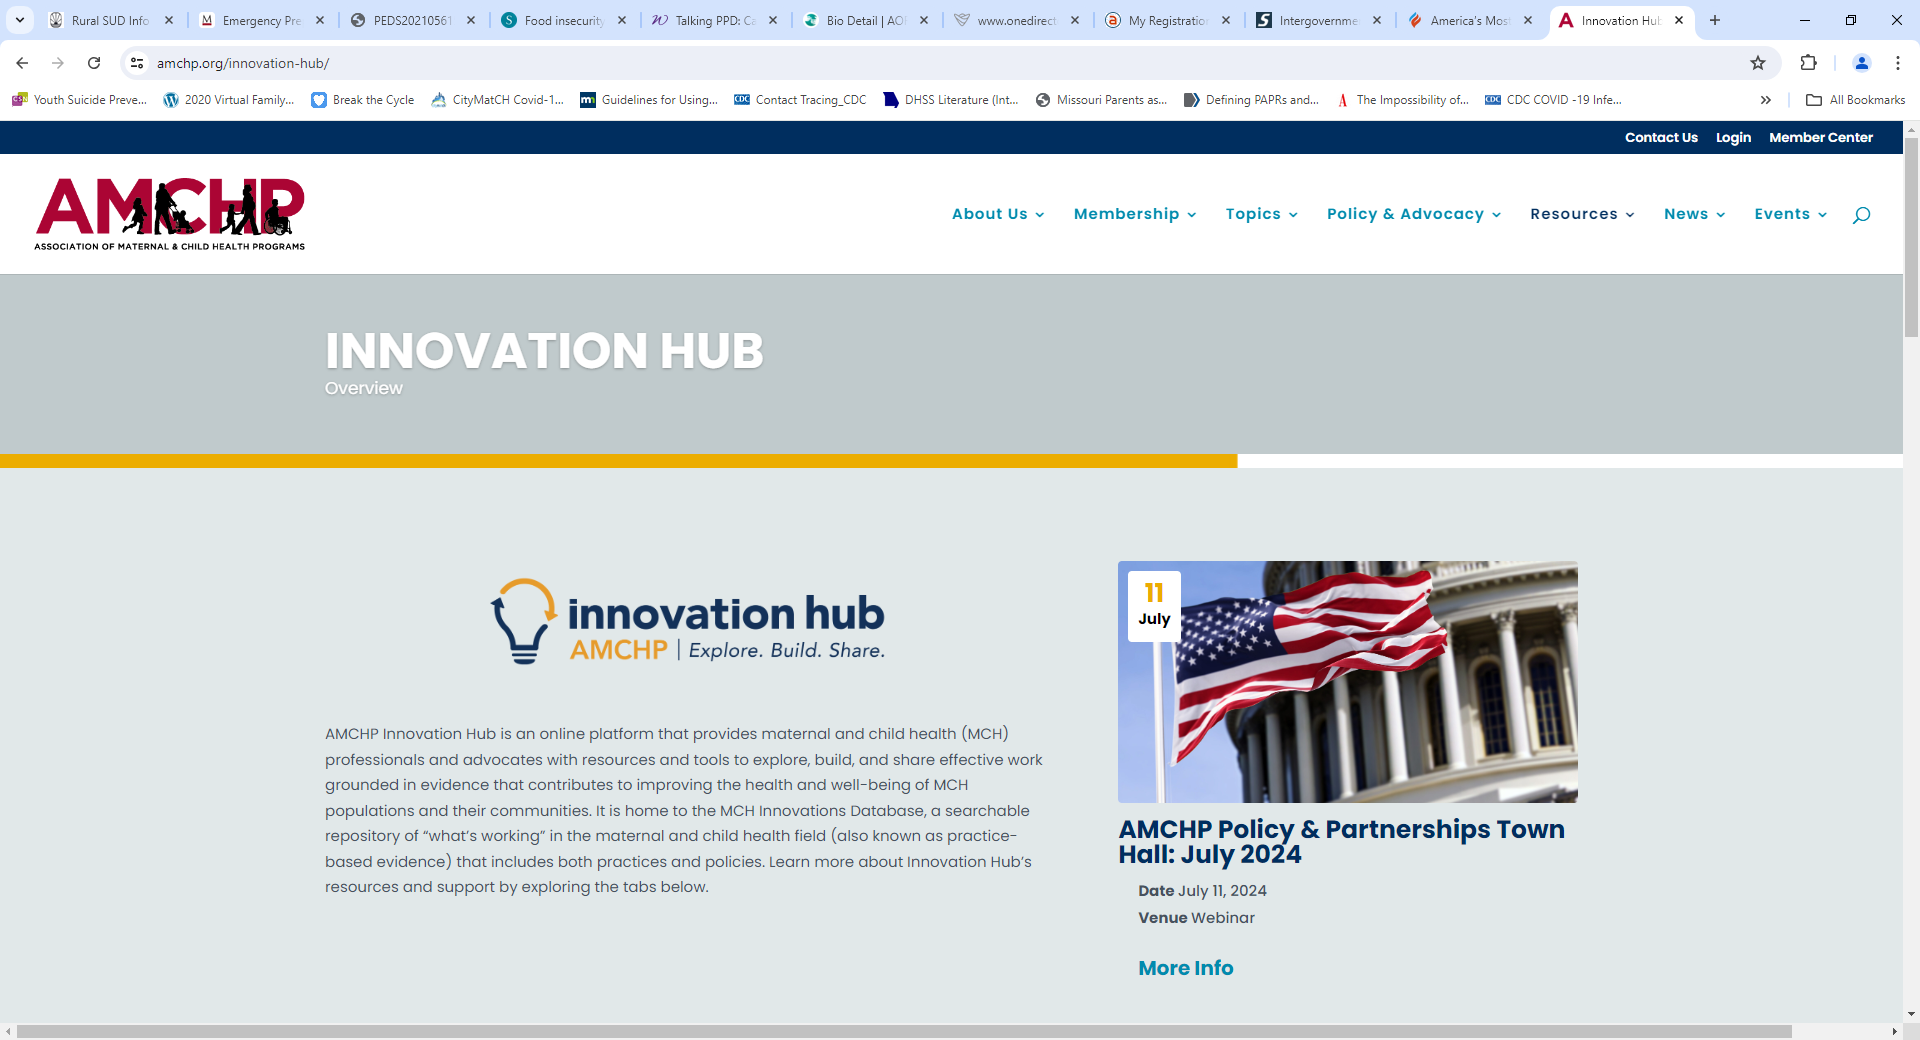 Rural SUD Info
Emergency Pre
PEDS20210561
Food insecurity
Talking PPD: Ca
Bio Detail | AO
www.onedirect
My Registratio
Intergovernme
America's Mos
Innovation Hub
amchp.org/innovation-hub/
Youth Suicide Preve...
2020 Virtual Family...
Break the Cycle
CityMatCH Covid-1...
Guidelines for Using...
CDC Contact Tracing_CDC
DHSS Literature (Int...
Missouri Parents as...
Defining PAPRs and...
The Impossibility of...
CDC CDC COVID -19 Infe...
All Bookmarks
Contact Us Login Member Center
AMCHP
ASSOCIATION OF MATERNAL & CHILD HEALTH PROGRAMS
About Us Membership Topics Policy & Advocacy Resources News Events
INNOVATION HUB
Overview
innovation hub
AMCHP | Explore. Build. Share.
AMCHP Innovation Hub is an online platform that provides maternal and child health (MCH)
professionals and advocates with resources and tools to explore, build, and share effective work
grounded in evidence that contributes to improving the health and well-being of MCH
populations and their communities. It is home to the MCH Innovations Database, a searchable
repository of “what’s working” in the maternal and child health field (also known as practice-
based evidence) that includes both practices and policies. Learn more about Innovation Hub’s
resources and support by exploring the tabs below.
11
July
AMCHP Policy & Partnerships Town
Hall: July 2024
Date July 11, 2024
Venue Webinar
More Info